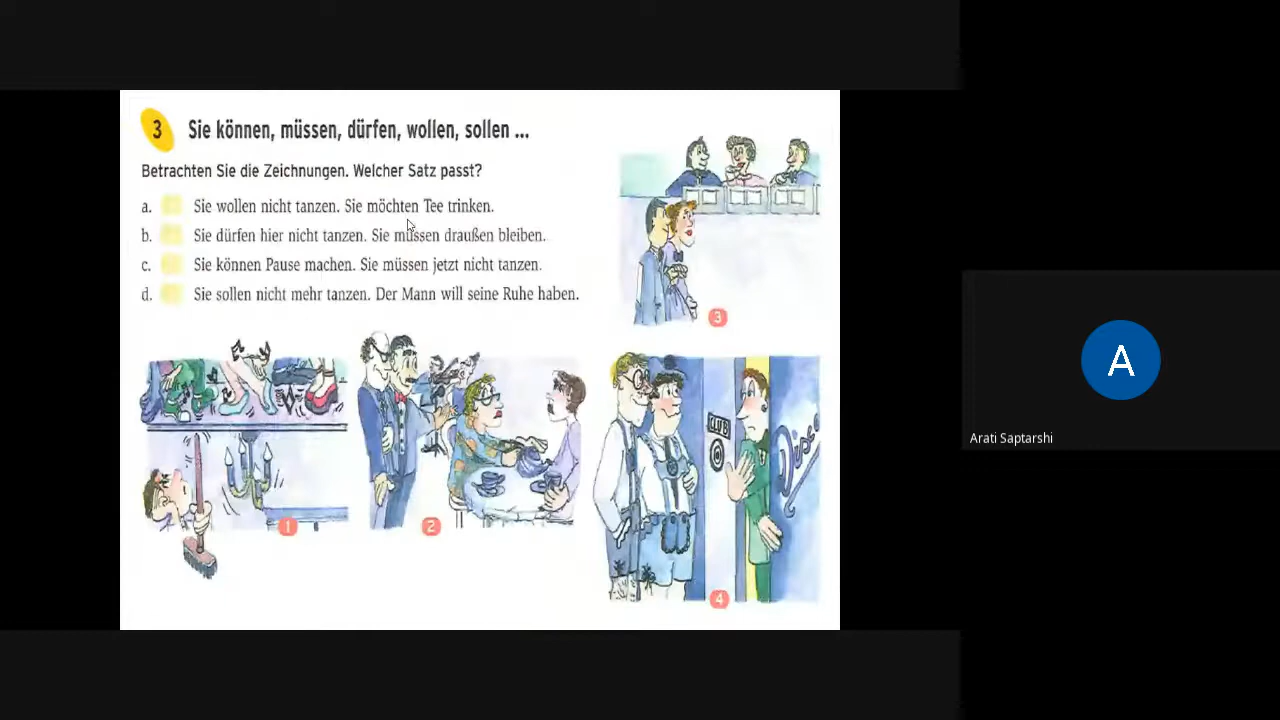 3 Sie können, müssen, dürfen, wollen, sollen ...
Betrachten Sie die Zeichnungen. Welcher Satz passt?
a. Sie wollen nicht tanzen. Sie möchten Tee trinken.
b. Sie dürfen hier nicht tanzen. Sie müssen draußen bleiben.
c. Sie können Pause machen. Sie müssen jetzt nicht tanzen.
d. Sie sollen nicht mehr tanzen. Der Mann will seine Ruhe haben.
3
CLUB
Disco
1
2
4
A
Arati Saptarshi